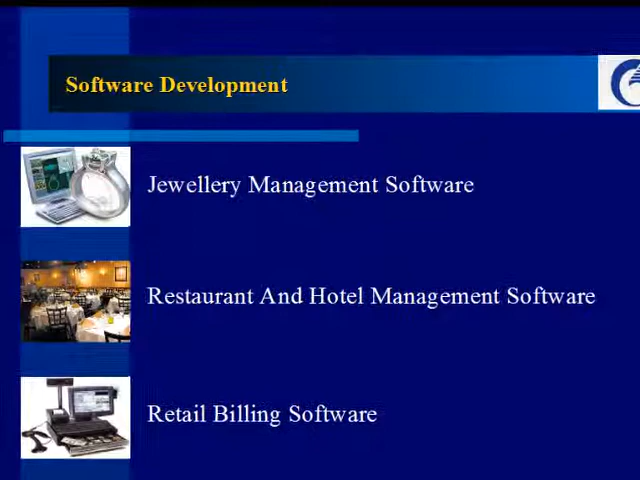 Software Development
Jewellery Management Software
Restaurant And Hotel Management Software
Retail Billing Software